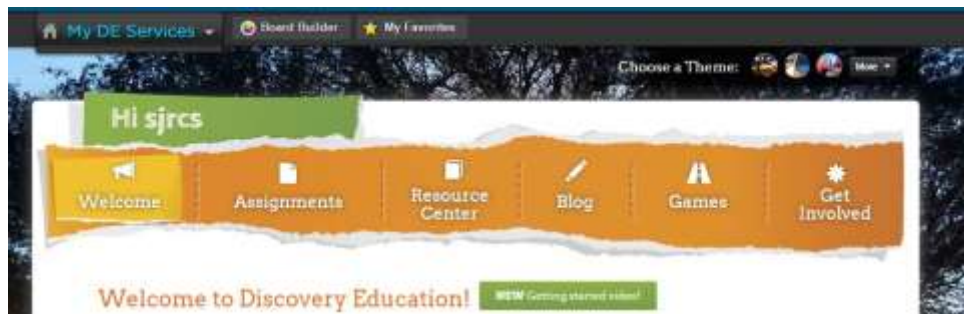 My DE Services
Board Builder
My Favorites
Choose a Theme:
More
Hi sjrcs
Welcome
Assignments
Resource
Center
Blog
Games
Get
Involved
Welcome to Discovery Education!
NEW Getting started video!